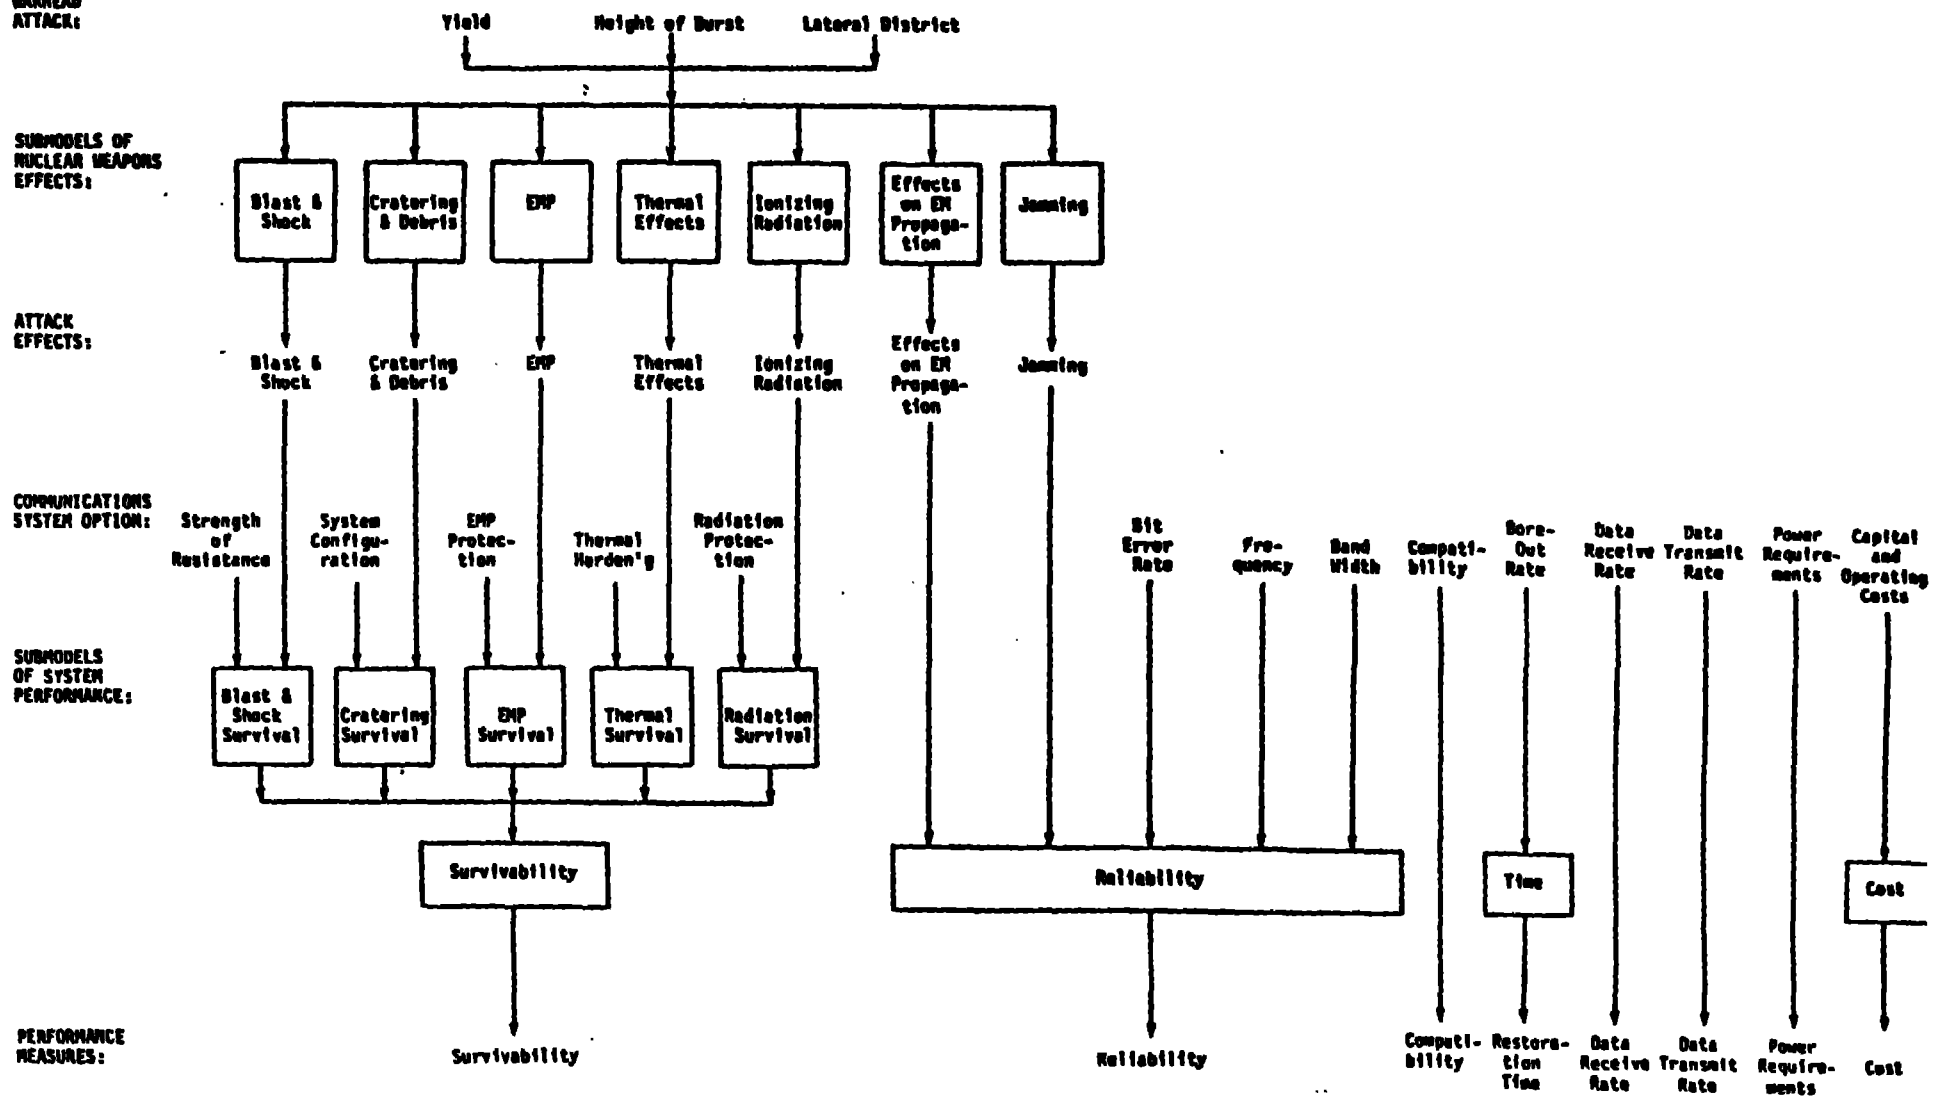 WARHEAD
ATTACK:
Yield
Height of Burst
Lateral District
SUBMODELS OF
NUCLEAR WEAPONS
EFFECTS:
Blast &
Shock
Cratering
& Debris
EMP
Thermal
Effects
Ionizing
Radiation
Effects
on EM
Propaga-
tion
Jamming
ATTACK
EFFECTS:
Blast &
Shock
Cratering
& Debris
EMP
Thermal
Effects
Ionizing
Radiation
Effects
on EM
Propaga-
tion
Jamming
COMMUNICATIONS
SYSTEM OPTION:
Strength
of
Resistance
System
Configu-
ration
EMP
Protec-
tion
Thermal
Harden'g
Radiation
Protec-
tion
Bit
Error
Rate
Fre-
quency
Band
Width
Compati-
bility
Bore-
Out
Rate
Data
Receive
Rate
Data
Transmit
Rate
Power
Require-
ments
Capital
and
Operating
Costs
SUBMODELS
OF SYSTEM
PERFORMANCE:
Blast &
Shock
Survival
Cratering
Survival
EMP
Survival
Thermal
Survival
Radiation
Survival
Survivability
Reliability
Time
Cost
PERFORMANCE
MEASURES:
Survivability
Reliability
Compati-
bility
Restora-
tion
Time
Data
Receive
Rate
Data
Transmit
Rate
Power
Require-
ments
Cost